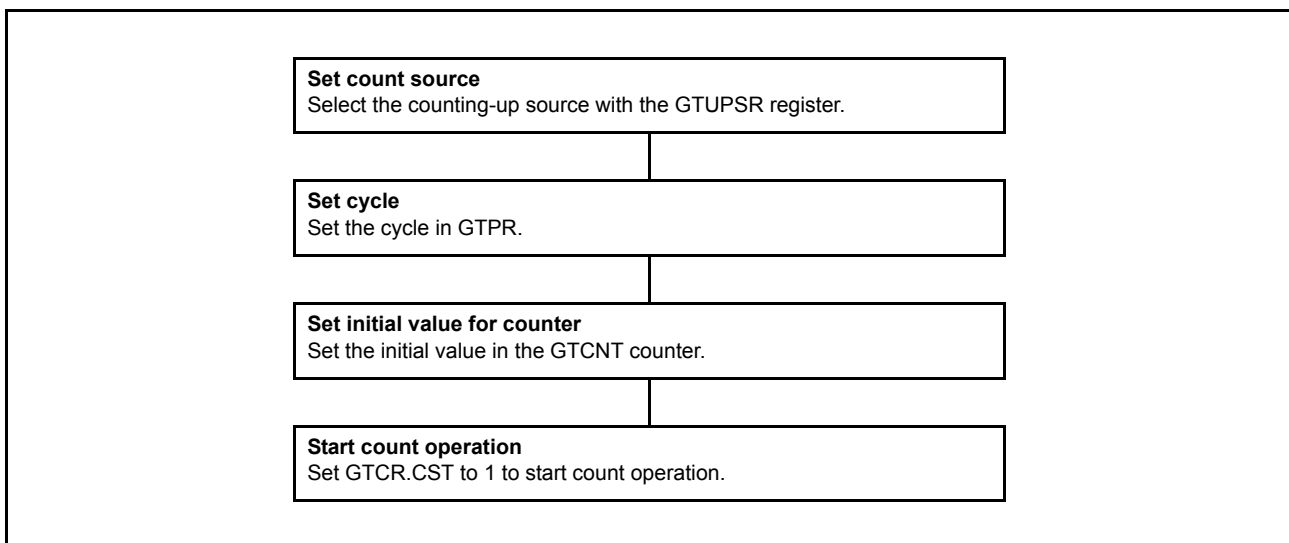 Set count source
Select the counting-up source with the GTUPSR register.
Set cycle
Set the cycle in GTPR.
Set initial value for counter
Set the initial value in the GTCNT counter.
Start count operation
Set GTCR.CST to 1 to start count operation.